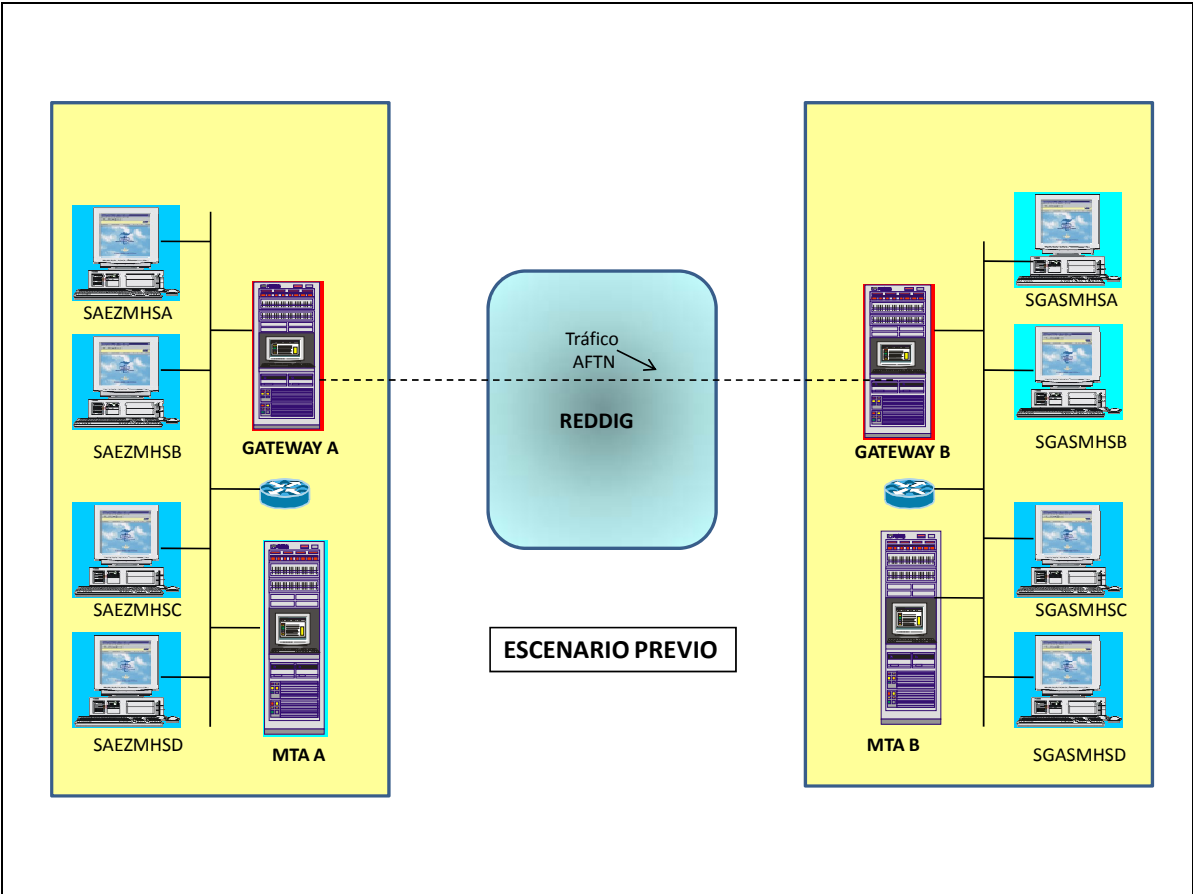 SAEZMHSA
SAEZMHSB
SAEZMHSC
SAEZMHSD
GATEWAY A
MTA A
Tráfico
AFTN
REDDIG
ESCENARIO PREVIO
GATEWAY B
MTA B
SGASMHSA
SGASMHSB
SGASMHSC
SGASMHSD